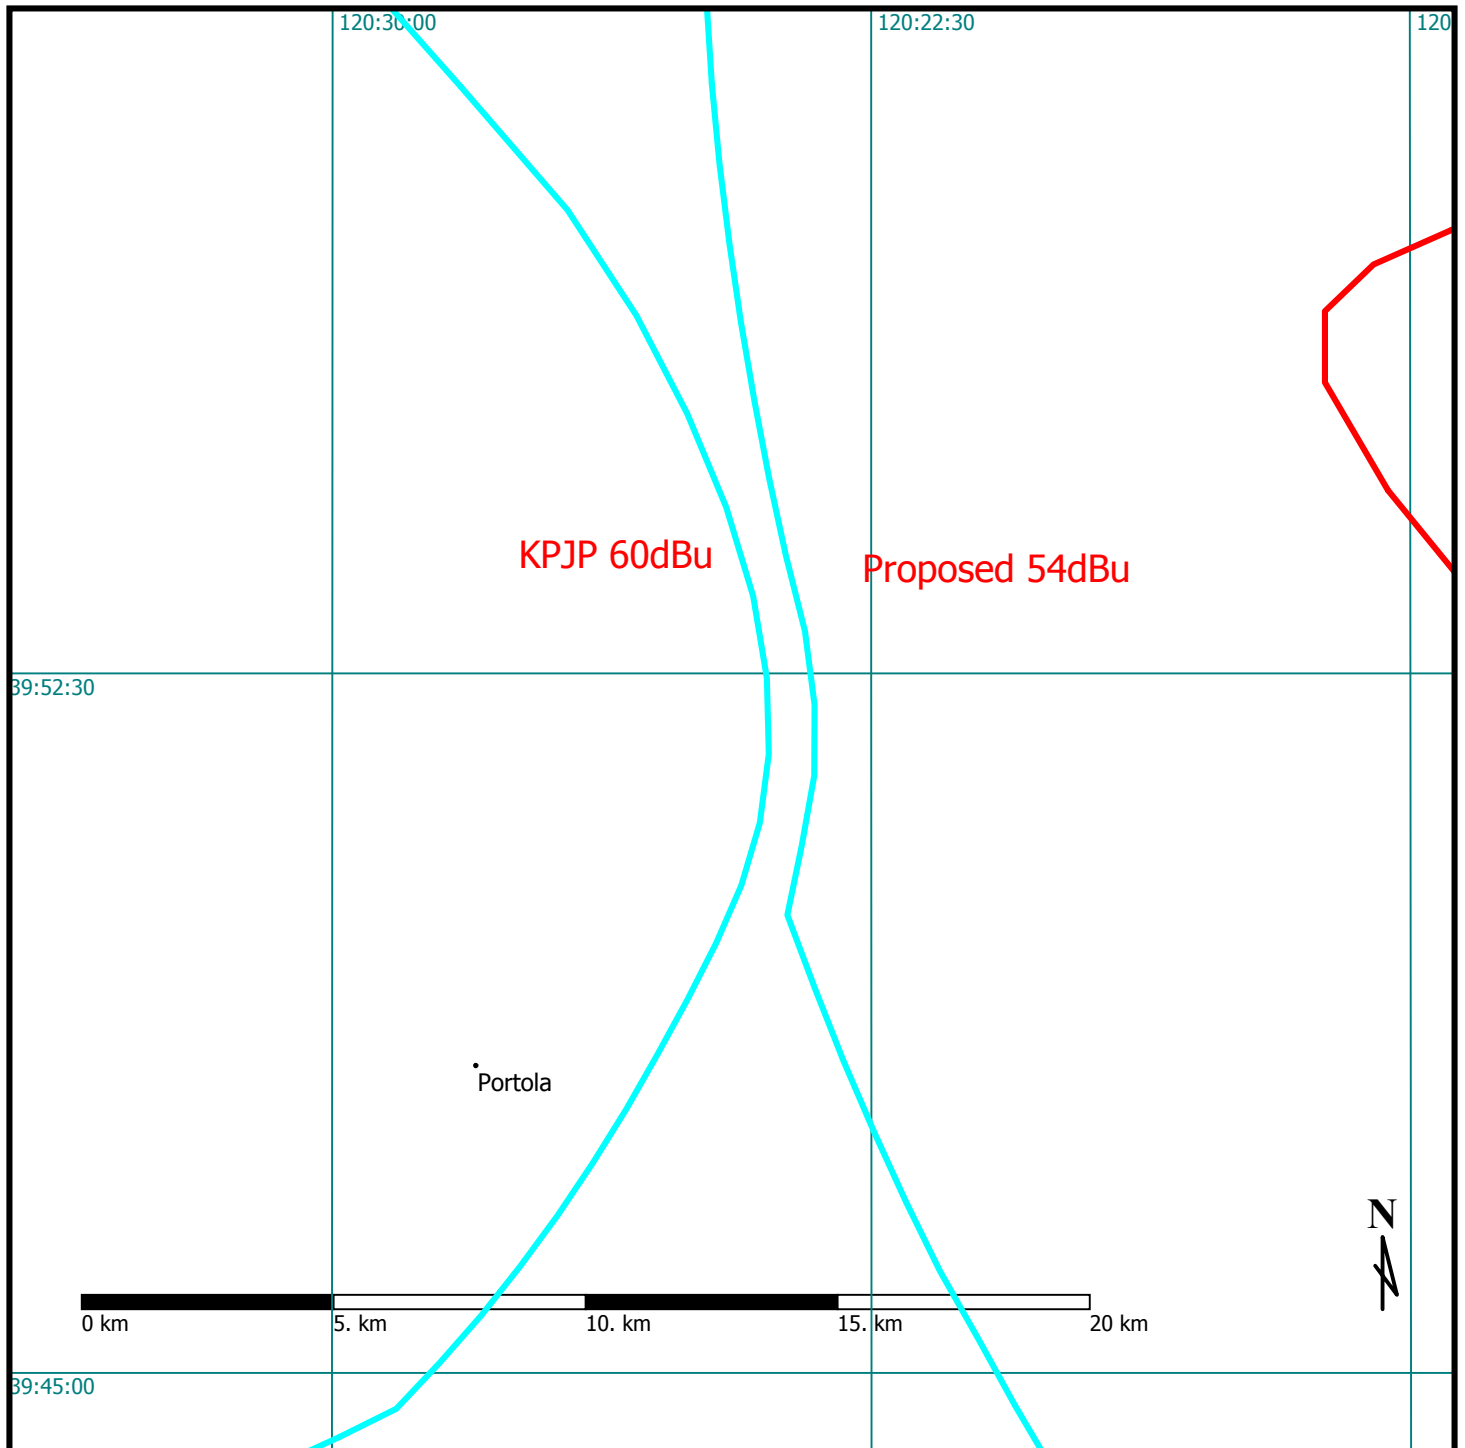 120:30:00
120:22:30
120
KPJP 60dBu
Proposed 54dBu
39:52:30
Portola
N
0 km
5. km
10. km
15. km
20 km
39:45:00